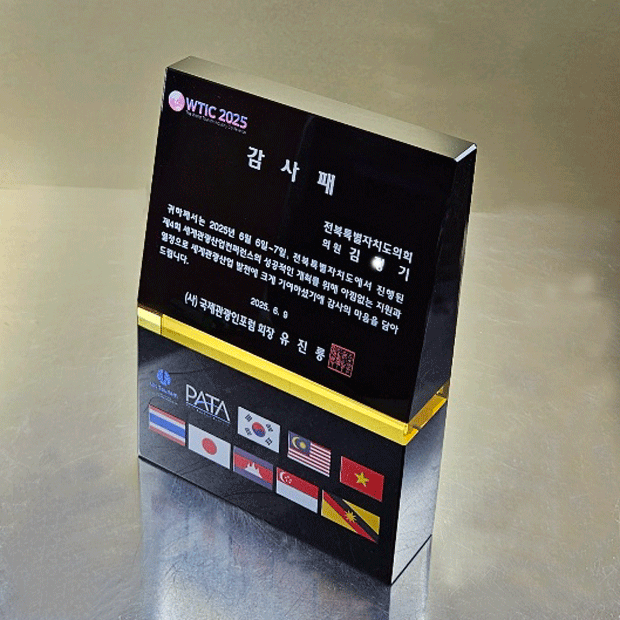 WTIC 2025
감사패
전북특별자치도의회
의원 김 기
귀하께서는 2025년 6월 6일~7일, 전북특별자치도에서 진행된
제4회 세계관광산업컨퍼런스의 성공적인 개최를 위해 아낌없는 지원과
열정으로 세계관광산업 발전에 크게 기여하셨기에 감사의 마음을 담아
드립니다.
2025. 6. 9
(사) 국제관광인포럼 회장 유진룡
PATA